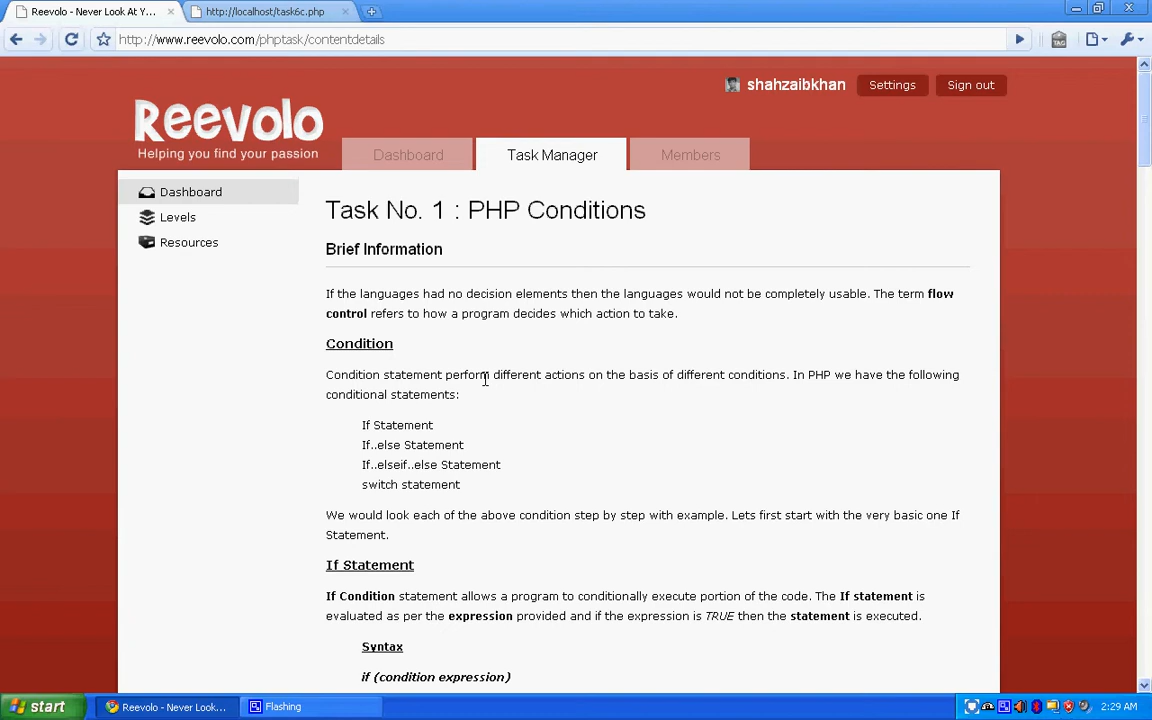 Reevolo - Never Look At Y...
http://localhost/task6c.php
http://www.reevolo.com/phptask/contentdetails
TAG
shahzaibkhan
Settings
Sign out
Reevolo
Helping you find your passion
Dashboard
Task Manager
Members
Dashboard
Levels
Resources
Task No. 1 : PHP Conditions
Brief Information
If the languages had no decision elements then the languages would not be completely usable. The term flow
control refers to how a program decides which action to take.
Condition
Condition statement perform different actions on the basis of different conditions. In PHP we have the following
conditional statements:
If Statement
If..else Statement
If..elseif..else Statement
switch statement
We would look each of the above condition step by step with example. Lets first start with the very basic one If
Statement.
If Statement
If Condition statement allows a program to conditionally execute portion of the code. The If statement is
evaluated as per the expression provided and if the expression is TRUE then the statement is executed.
Syntax
if (condition expression)
start
Reevolo - Never Look...
Flashing
2:29 AM